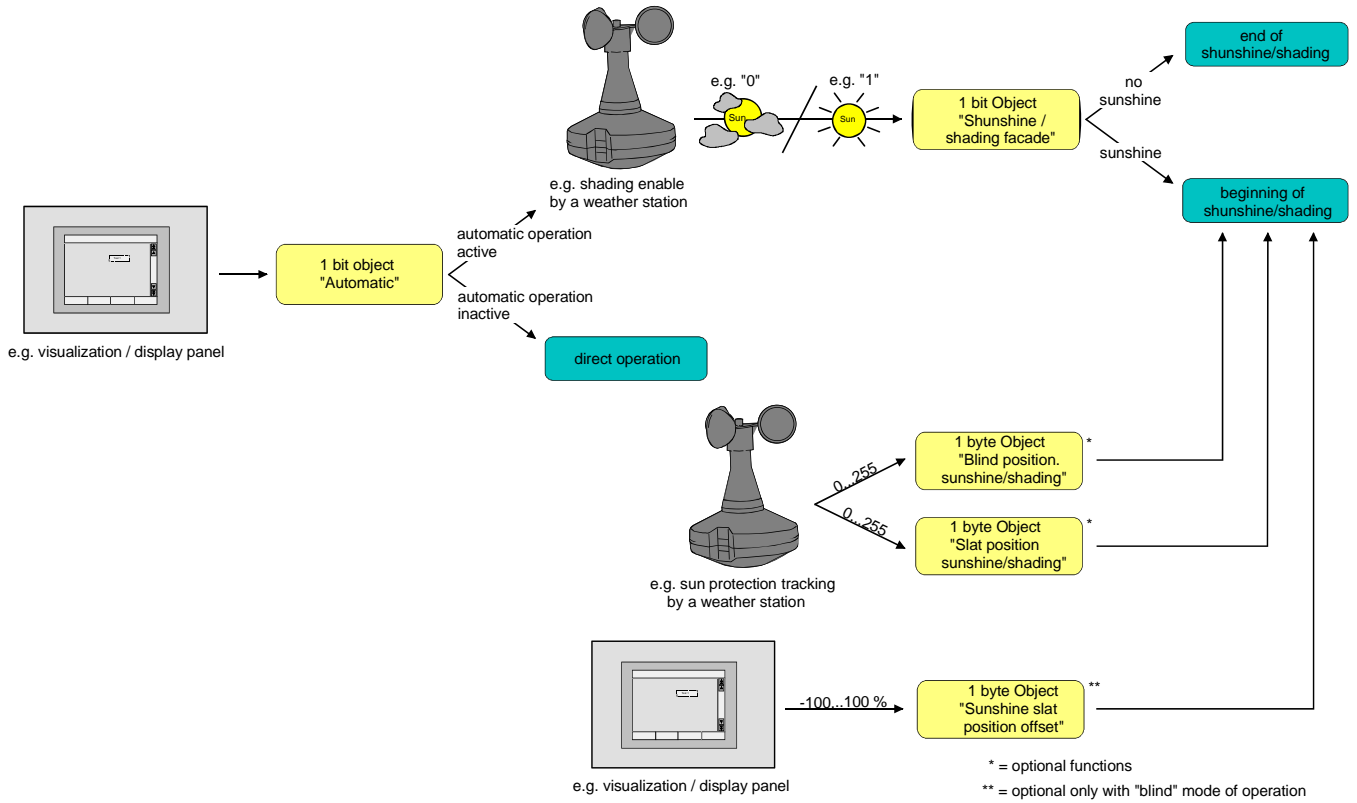 end of
shunshine/shading
e.g. "0"
e.g. "1"
no
sunshine
Sun
Sun
1 bit Object
"Shunshine /
shading facade"
sunshine
e.g. shading enable
by a weather station
beginning of
shunshine/shading
automatic operation
active
1 bit object
"Automatic"
automatic operation
inactive
e.g. visualization / display panel
direct operation
1 byte Object
"Blind position.
sunshine/shading"
*
0...255
0...255
1 byte Object
"Slat position
sunshine/shading"
*
e.g. sun protection tracking
by a weather station
-100...100 %
1 byte Object
"Sunshine slat
position offset"
**
e.g. visualization / display panel
* = optional functions
** = optional only with "blind" mode of operation